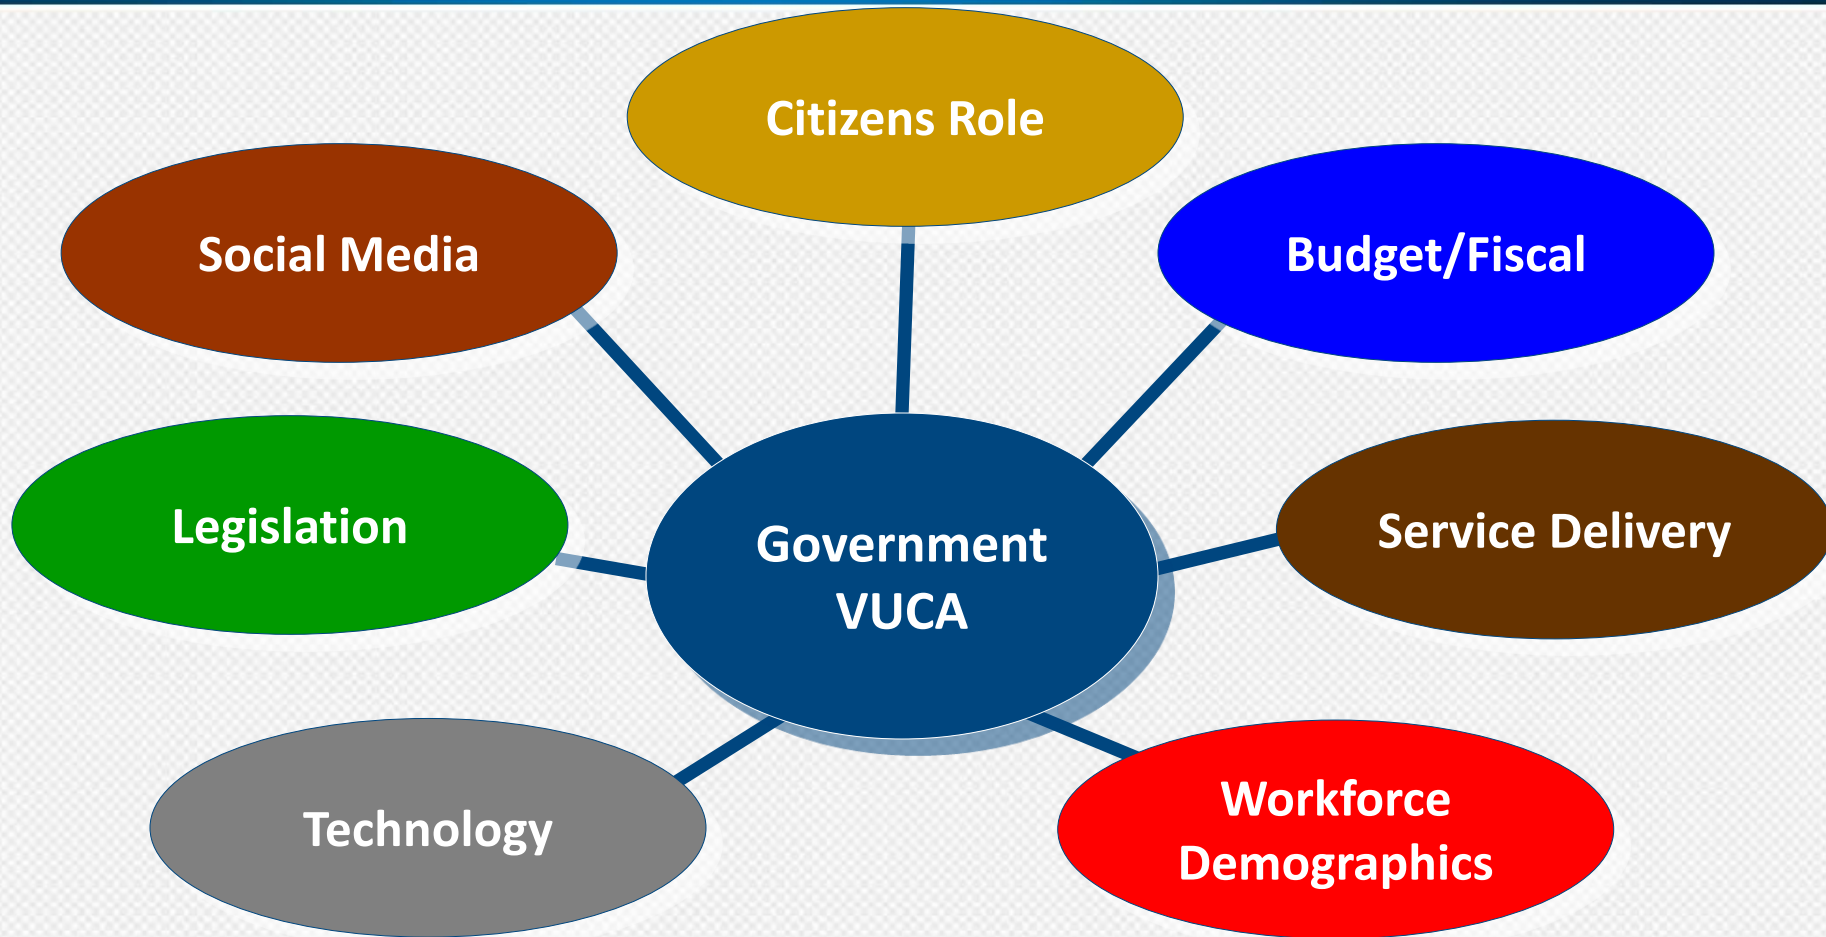 Citizens Role
Social Media
Budget/Fiscal
Legislation
Government
VUCA
Service Delivery
Technology
Workforce
Demographics